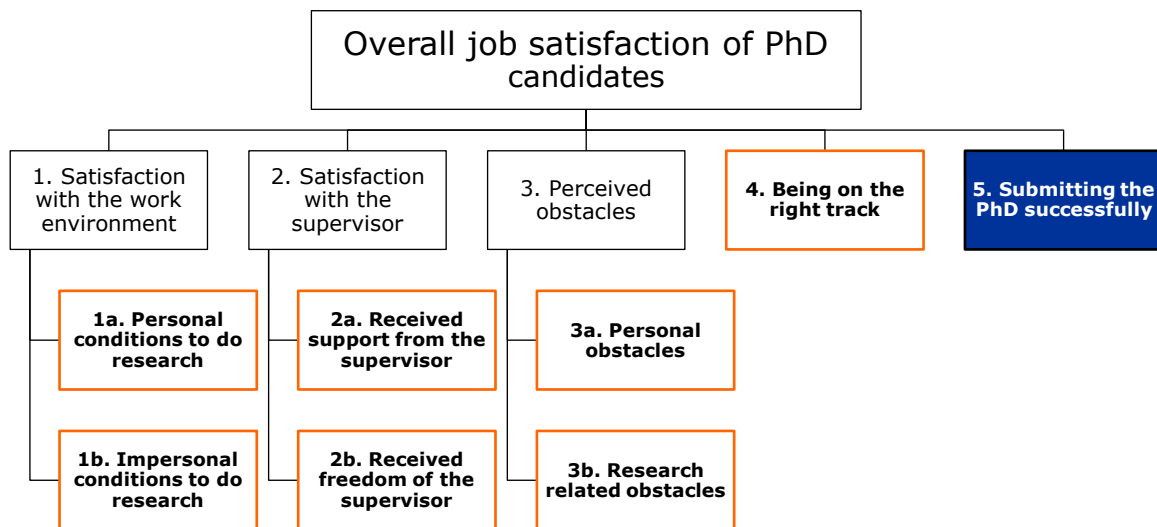 Overall job satisfaction of PhD
candidates
1. Satisfaction
with the work
environment
2. Satisfaction
with the
supervisor
3. Perceived
obstacles
4. Being on the
right track
5. Submitting the
PhD successfully
1a. Personal
conditions to do
research
2a. Received
support from the
supervisor
3a. Personal
obstacles
1b. Impersonal
conditions to do
research
2b. Received
freedom of the
supervisor
3b. Research
related obstacles